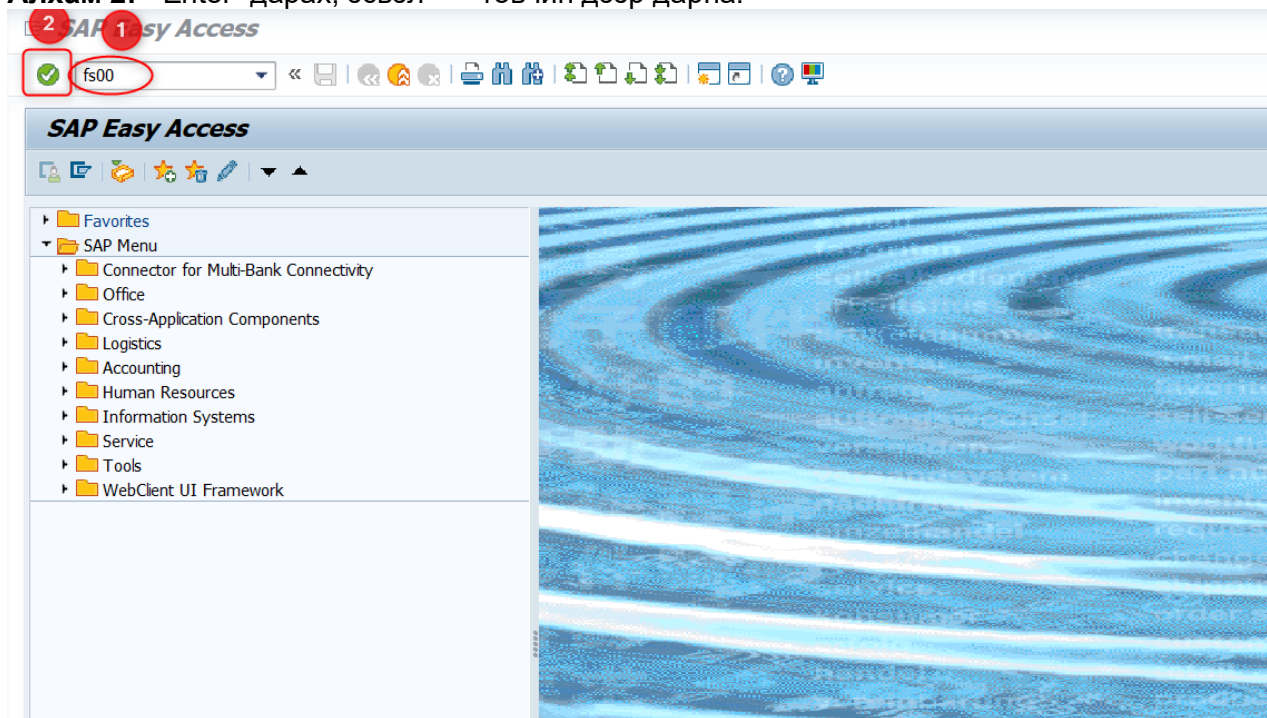 Алхам 2: "Enter" дарах, эсвэл товчин дээр дарна.
2 1
SAP Easy Access
fs00
SAP Easy Access
Favorites
SAP Menu
Connector for Multi-Bank Connectivity
Office
Cross-Application Components
Logistics
Accounting
Human Resources
Information Systems
Service
Tools
WebClient UI Framework